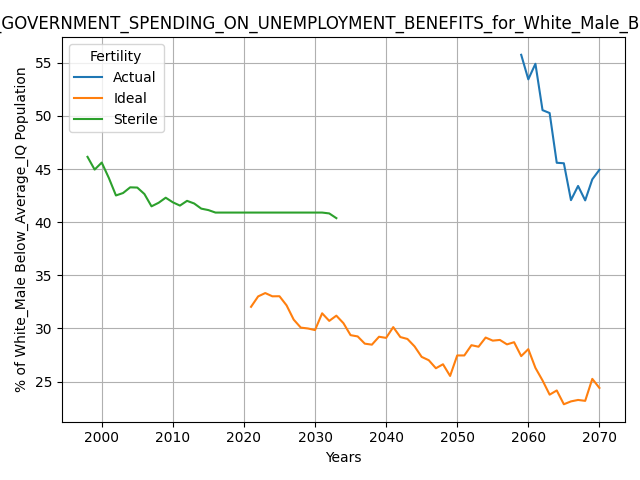 _GOVERNMENT_SPENDING_ON_UNEMPLOYMENT_BENEFITS_for_White_Male_B
Fertility
Actual
Ideal
Sterile
% of White_Male Below_Average_IQ Population
55
50
45
40
35
30
25
2000
2010
2020
2030
2040
2050
2060
2070
Years